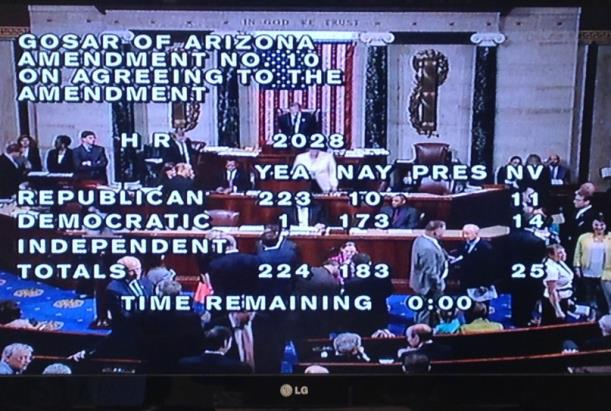 IN GOD WE TRUST
GOSAR OF ARIZONA
AMENDMENT NO 10
ON AGREEING TO THE
AMENDMENT
H R 2028
YEA NAY PRES NV
REPUBLICAN 223 10 11
DEMOCRATIC 1 173 14
INDEPENDENT
TOTALS 224 183 25
TIME REMAINING 0:00
LG